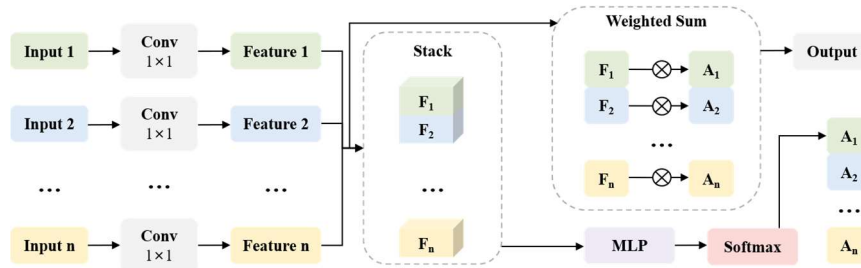 Weighted Sum
Input 1
Conv
1×1
Feature 1
Stack
F1
F2
...
Fn
F1
A1
F2
A2
...
Fn
An
Output
Input 2
Conv
1×1
Feature 2
...
...
...
Input n
Conv
1×1
Feature n
MLP
Softmax
A1
A2
...
An